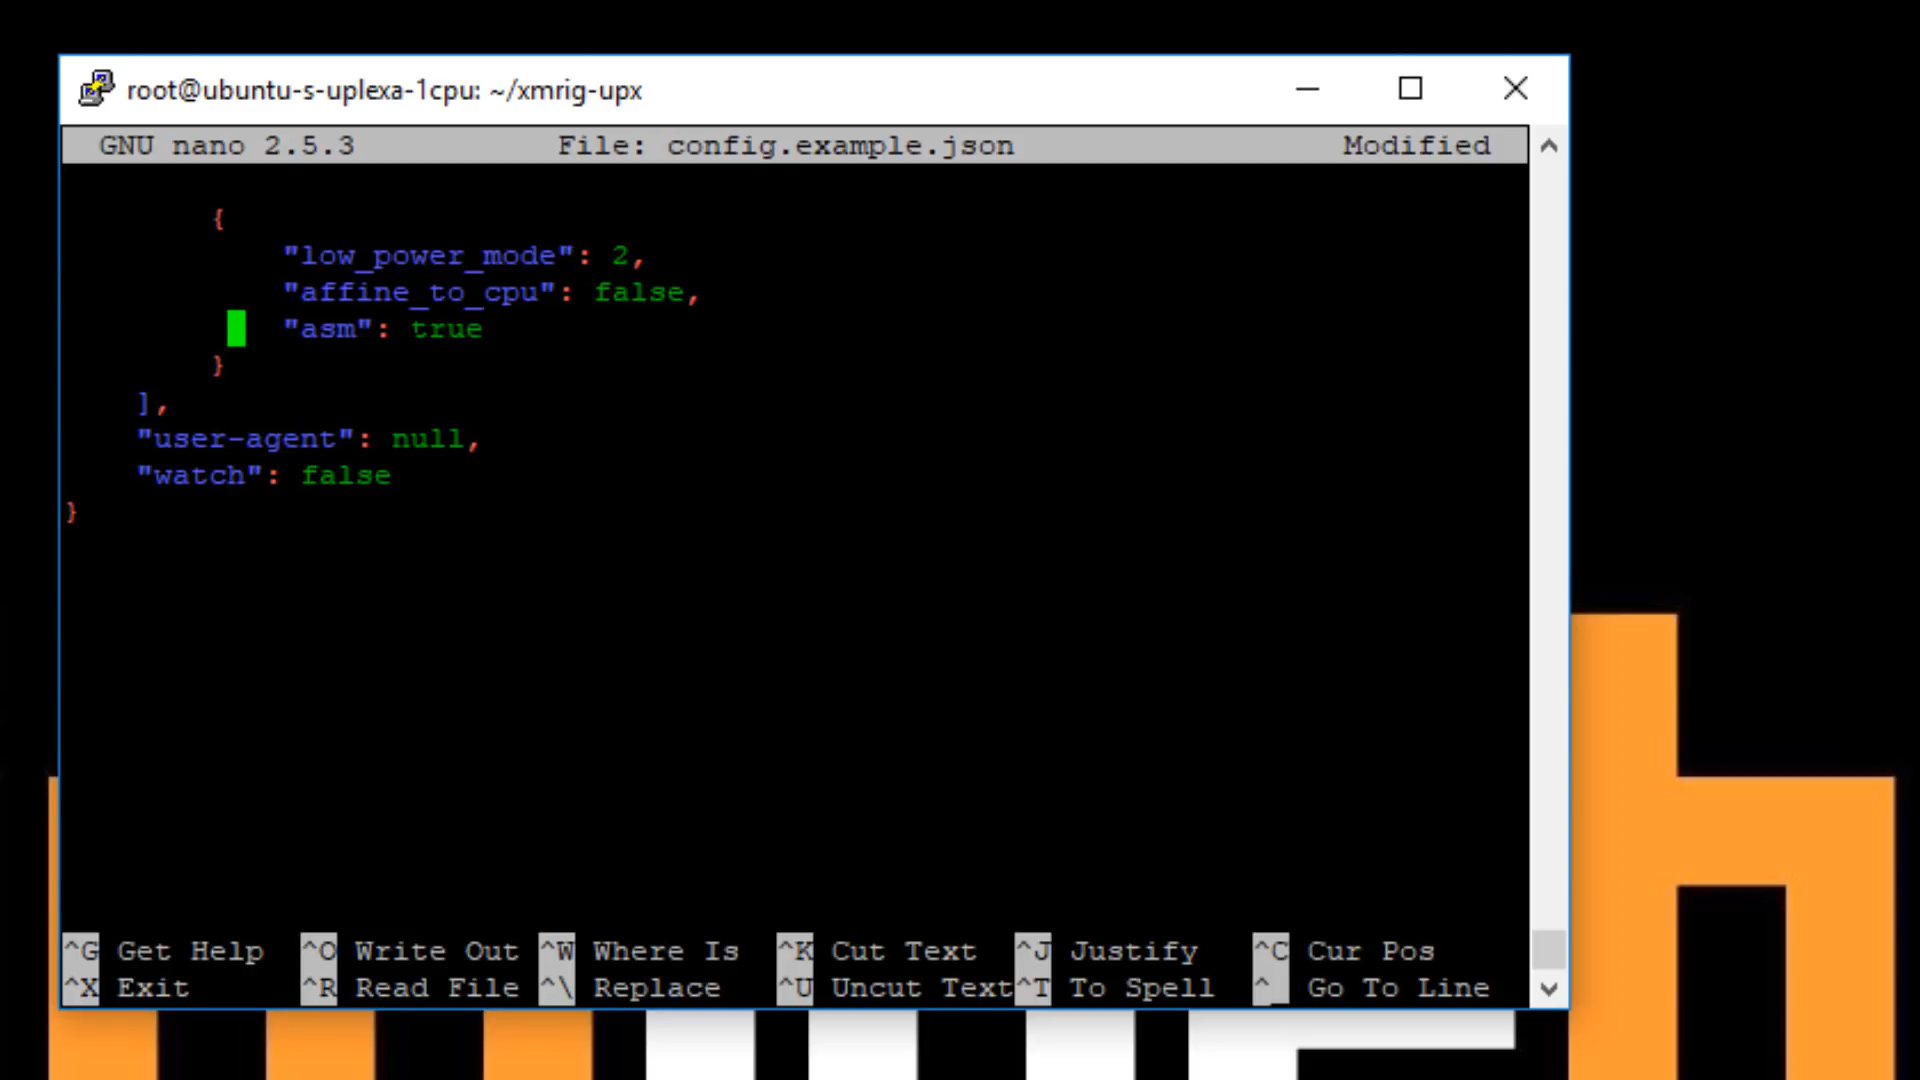 root@ubuntu-s-uplexa-1cpu: ~/xmrig-upx
GNU nano 2.5.3 File: config.example.json Modified
{
"low_power_mode": 2,
"affine_to_cpu": false,
"asm": true
}
],
"user-agent": null,
"watch": false
}
^G Get Help ^O Write Out ^W Where Is ^K Cut Text ^J Justify ^C Cur Pos
^X Exit ^R Read File ^\ Replace ^U Uncut Text ^T To Spell ^_ Go To Line